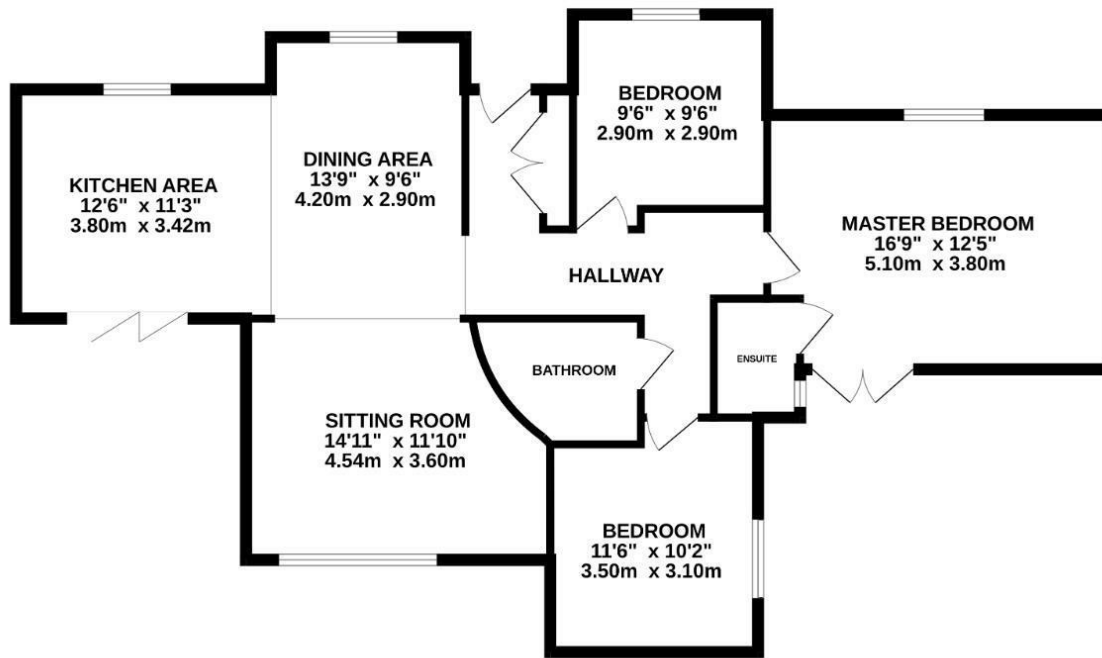 KITCHEN AREA
12'6" x 11'3"
3.80m x 3.42m
DINING AREA
13'9" x 9'6"
4.20m x 2.90m
BEDROOM
9'6" x 9'6"
2.90m x 2.90m
MASTER BEDROOM
16'9" x 12'5"
5.10m x 3.80m
HALLWAY
ENSUITE
BATHROOM
SITTING ROOM
14'11" x 11'10"
4.54m x 3.60m
BEDROOM
11'6" x 10'2"
3.50m x 3.10m